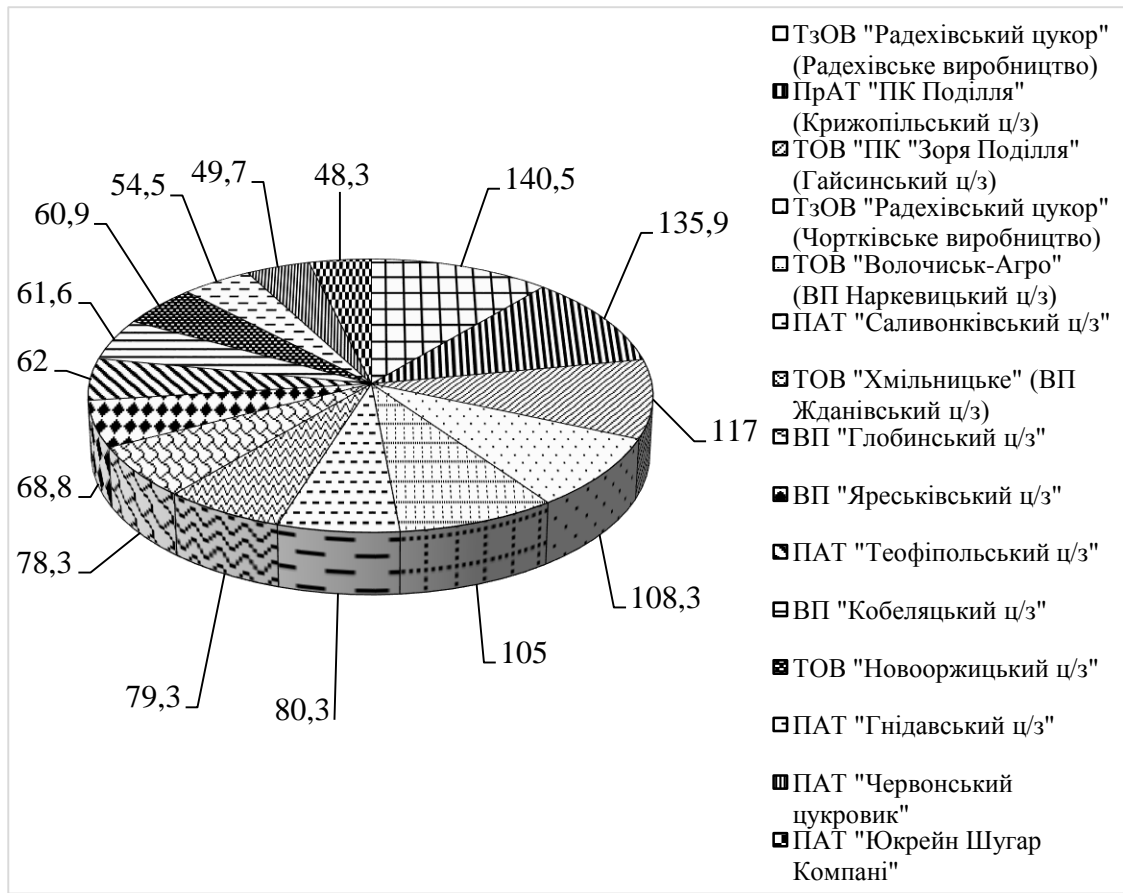 140,5
135,9
117
108,3
105
80,3
79,3
78,3
68,8
62
61,6
60,9
54,5
49,7
48,3
ТзОВ "Радехівський цукор"
(Радехівське виробництво)
ПрАТ "ПК Поділля"
(Крижопільський ц/з)
ТОВ "ПК "Зоря Поділля"
(Гайсинський ц/з)
ТзОВ "Радехівський цукор"
(Чортківське виробництво)
ТОВ "Волочиськ-Агро"
(ВП Наркевицький ц/з)
ПАТ "Саливонківський ц/з"
ТОВ "Хмільницьке" (ВП
Жданівський ц/з)
ВП "Глобинський ц/з"
ВП "Яреськівський ц/з"
ПАТ "Теофіпольський ц/з"
ВП "Кобеляцький ц/з"
ТОВ "Новооржицький ц/з"
ПАТ "Гнідавський ц/з"
ПАТ "Червонський
цукровик"
ПАТ "Юкрейн Шугар
Компані"